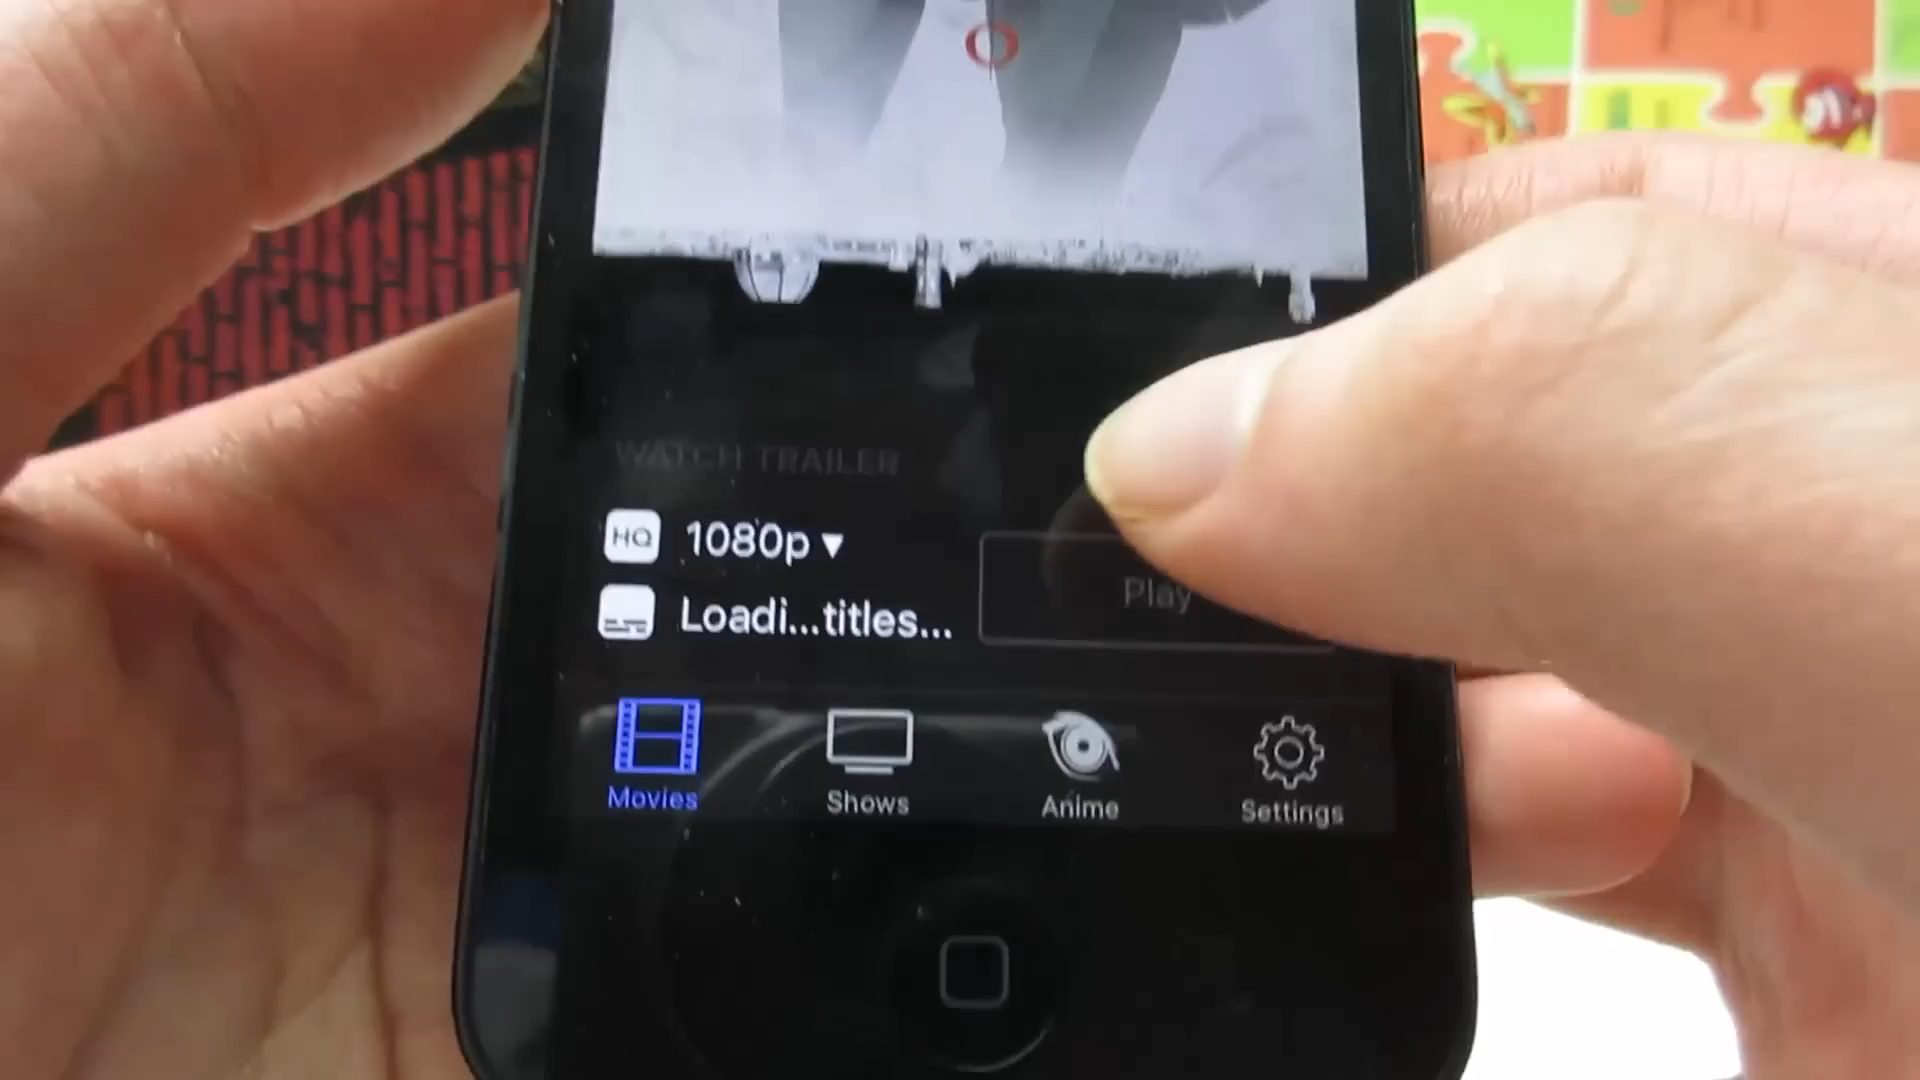 WATCH TRAILER
HQ 1080p ▾
Loadi...titles...
Play
Movies
Shows
Anime
Settings